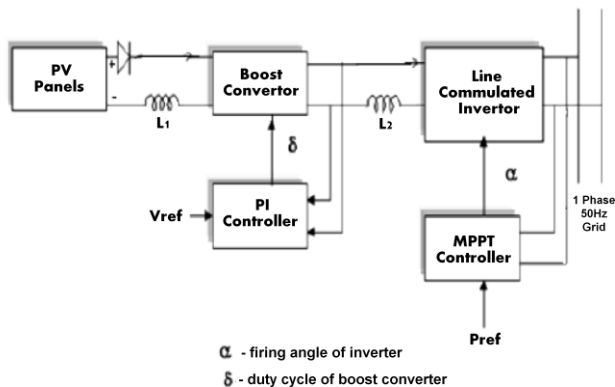 PV
Panels
+
-
L1
Boost
Convertor
L2
Line
Commulated
Invertor
δ
α
Vref
PI
Controller
MPPT
Controller
1 Phase
50Hz
Grid
Pref
α - firing angle of inverter
δ - duty cycle of boost converter